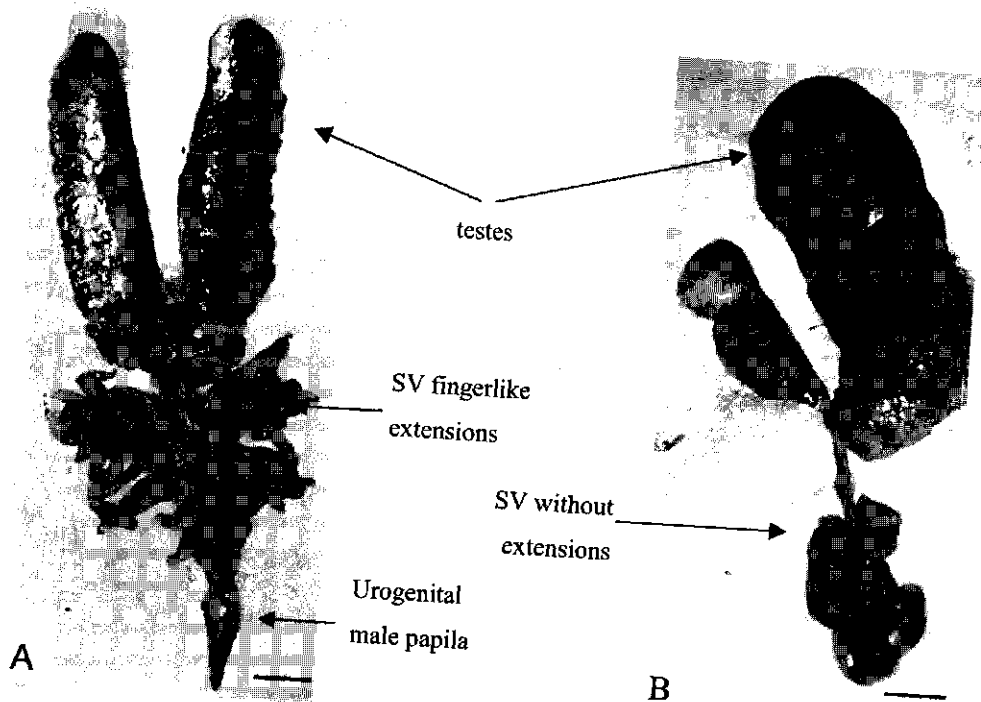 testes
SV fingerlike
extensions
SV without
extensions
Urogenital
male papila
A
B